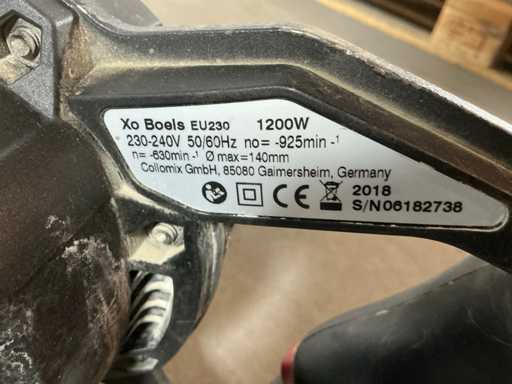 Xo Boels EU230 1200W
230-240V 50/60Hz no= -925min -1
n= -630min -1 Ø max=140mm
Collomix GmbH, 85080 Gaimersheim, Germany
CE 2018
S/N06182738